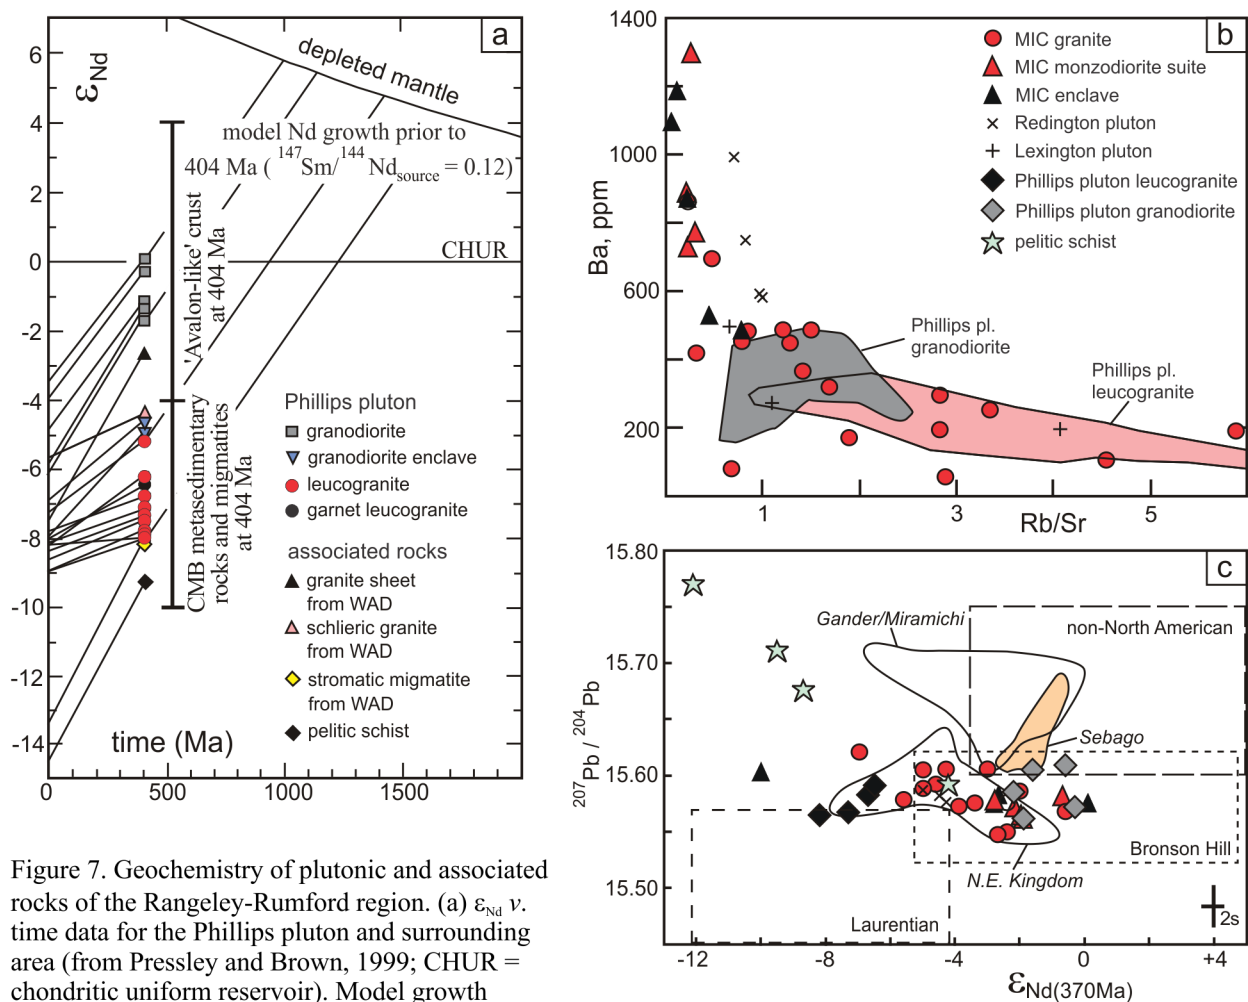 a
εNd
6
4
2
0
-2
-4
-6
-8
-10
-12
-14
0
500
1000
1500
time (Ma)
depleted mantle
model Nd growth prior to
404 Ma ( 147Sm/144Ndsource = 0.12)
CHUR
'Avalon-like' crust
at 404 Ma
CMB metasedimentary
rocks and migmatites
at 404 Ma
Phillips pluton
granodiorite
granodiorite enclave
leucogranite
garnet leucogranite
associated rocks
granite sheet
from WAD
schlieric granite
from WAD
stromatic migmatite
from WAD
pelitic schist
b
Ba, ppm
1400
1000
600
200
1
3
5
Rb/Sr
MIC granite
MIC monzodiorite suite
MIC enclave
Redington pluton
Lexington pluton
Phillips pluton leucogranite
Phillips pluton granodiorite
pelitic schist
Phillips pl.
granodiorite
Phillips pl.
leucogranite
c
207Pb / 204Pb
15.80
15.70
15.60
15.50
-12
-8
-4
0
+4
εNd(370Ma)
Gander/Miramichi
non-North American
Sebago
Bronson Hill
N.E. Kingdom
Laurentian
2s
Figure 7. Geochemistry of plutonic and associated
rocks of the Rangeley-Rumford region. (a) εNd v.
time data for the Phillips pluton and surrounding
area (from Pressley and Brown, 1999; CHUR =
chondritic uniform reservoir). Model growth